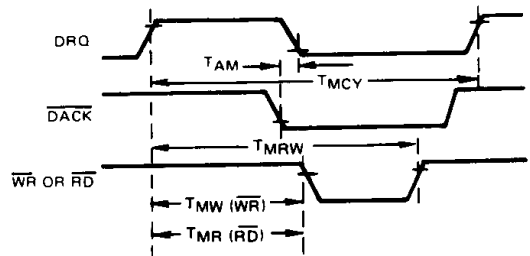 DRQ
TAM
TMCY
DACK
TMRW
WR OR RD
TMW (WR)
TMR (RD)